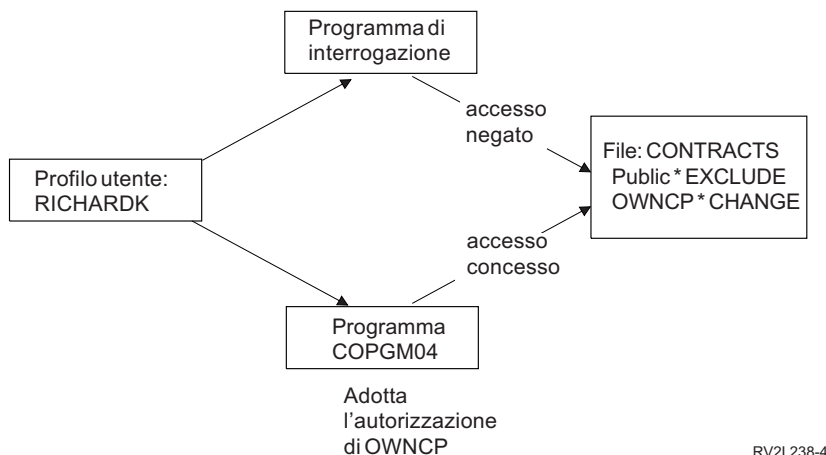 Programma di
interrogazione
accesso
negato
File: CONTRACTS
Public * EXCLUDE
OWNCP * CHANGE
Profilo utente:
RICHARDK
accesso
concesso
Programma
COPGM04
Adotta
l'autorizzazione
di OWNCP
RV2L238-4